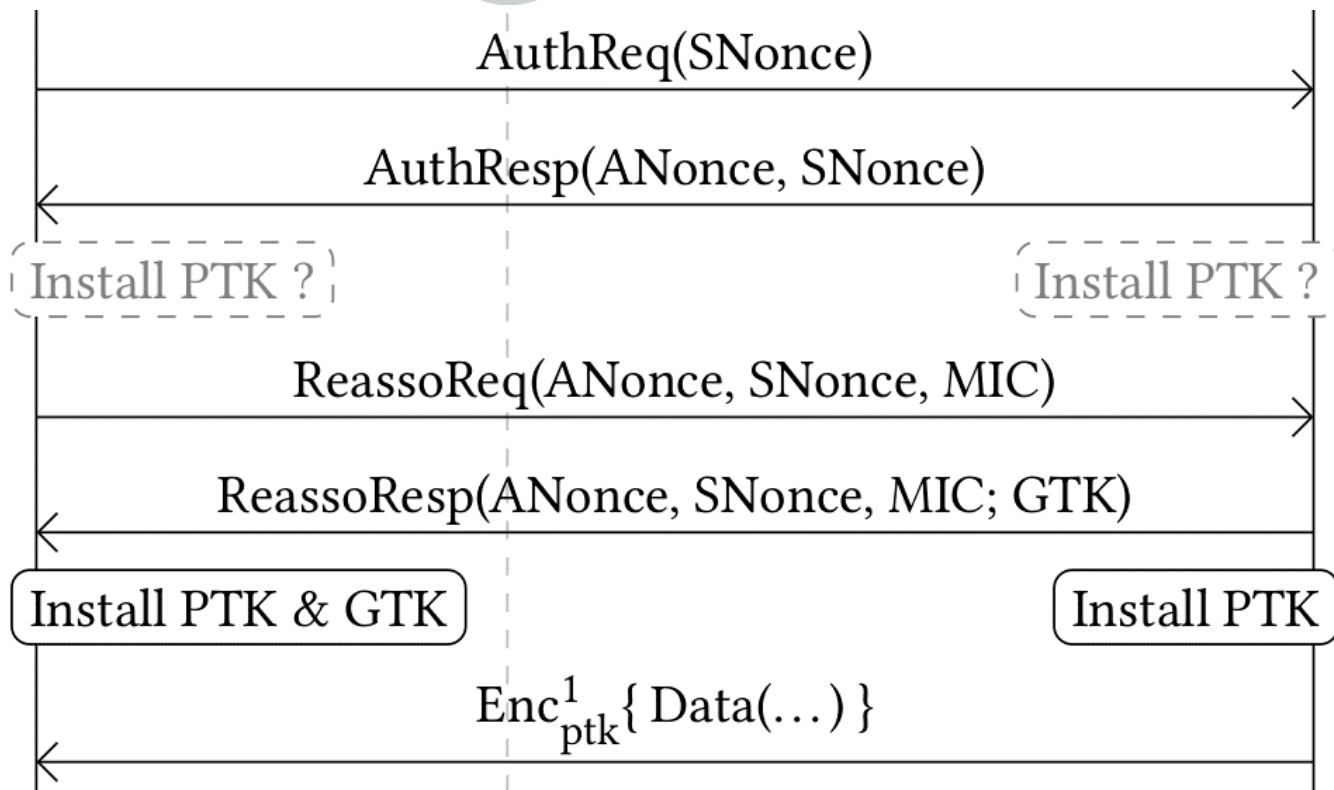 AuthReq(SNonce)
AuthResp(ANonce, SNonce)
Install PTK ?
Install PTK ?
ReassoReq(ANonce, SNonce, MIC)
ReassoResp(ANonce, SNonce, MIC; GTK)
Install PTK & GTK
Install PTK
Enc¹ₚₜₖ{ Data(…) }